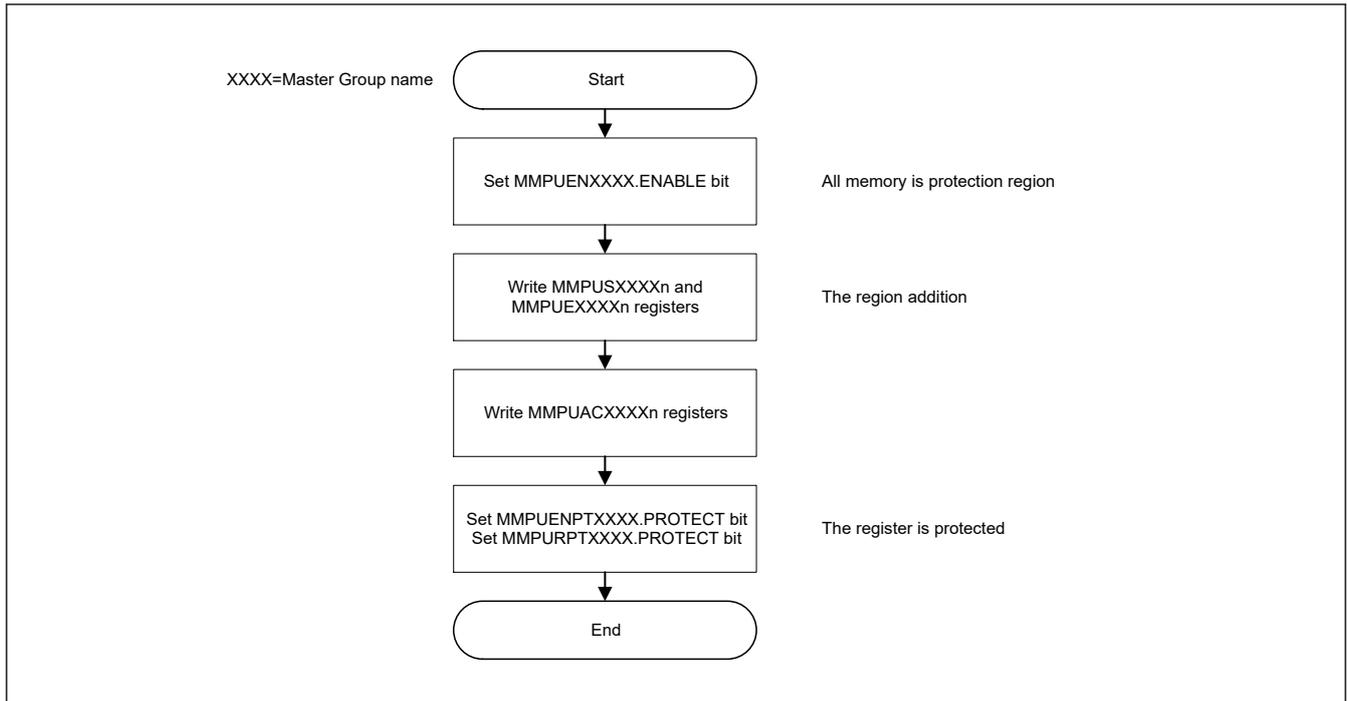 XXXX=Master Group name
Start
Set MMPUENXXXX.ENABLE bit
All memory is protection region
Write MMPUSXXXXn and
MMPUEXXXXn registers
The region addition
Write MMPUACXXXXn registers
Set MMPUENPTXXXX.PROTECT bit
Set MMPURPTXXXX.PROTECT bit
The register is protected
End